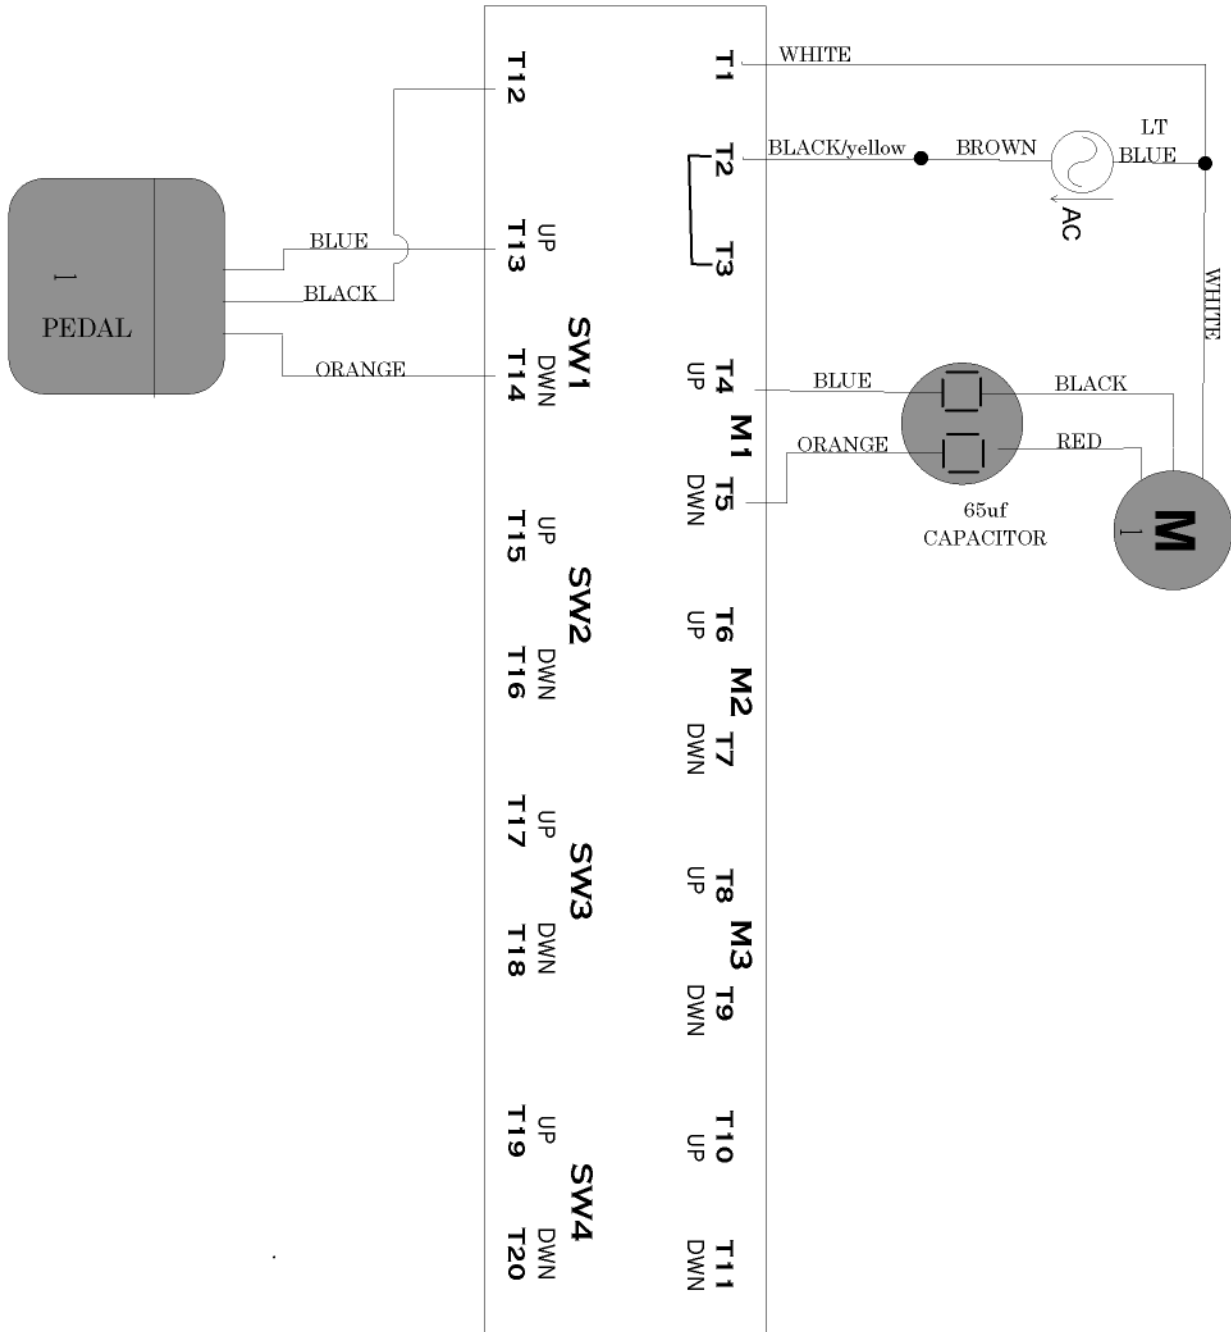 T12
T1
WHITE
T2
BLACK/yellow
BROWN
LT
BLUE
AC
T13
UP
BLUE
T3
BLACK
WHITE
1
PEDAL
SW1
T14
DWN
ORANGE
T4
UP
BLUE
BLACK
M1
ORANGE
RED
T5
DWN
65uf
CAPACITOR
M
1
T15
UP
SW2
T6
UP
T16
DWN
M2
T7
DWN
T17
UP
SW3
T8
UP
T18
DWN
M3
T9
DWN
T19
UP
SW4
T10
UP
T20
DWN
T11
DWN